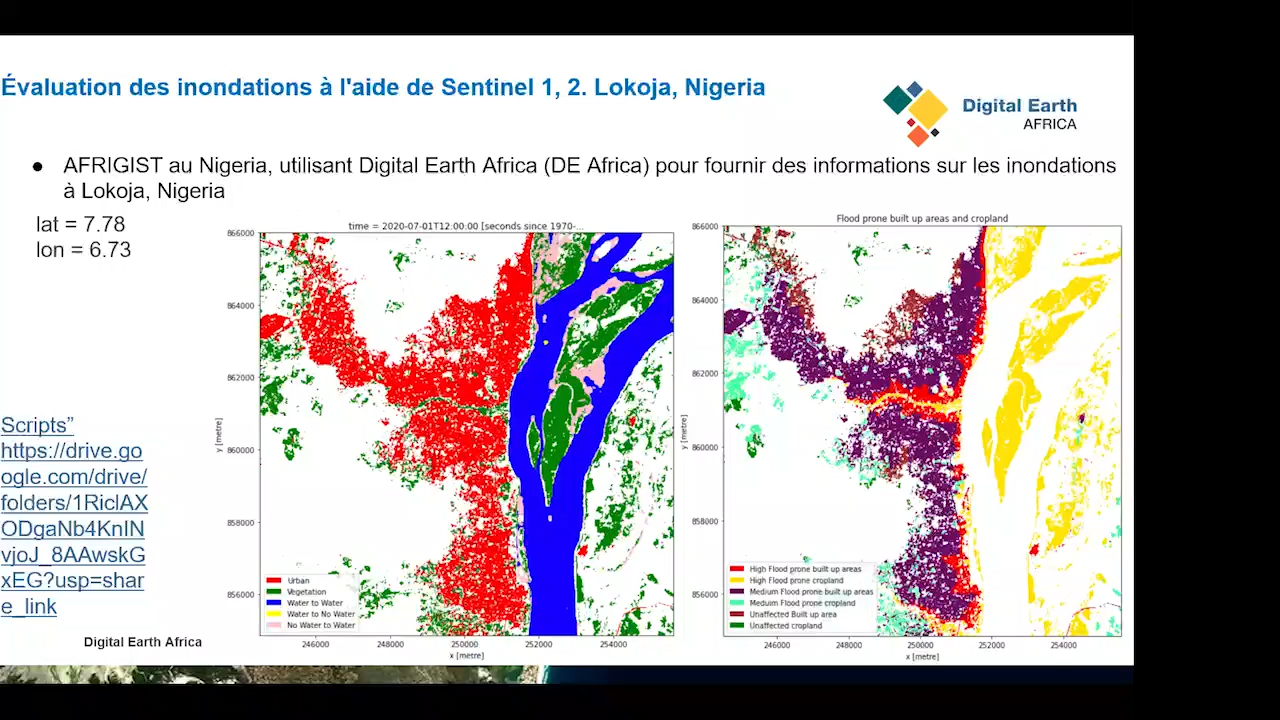 Évaluation des inondations à l'aide de Sentinel 1, 2. Lokoja, Nigeria
Digital Earth
AFRICA
● AFRIGIST au Nigeria, utilisant Digital Earth Africa (DE Africa) pour fournir des informations sur les inondations
à Lokoja, Nigeria
lat = 7.78
lon = 6.73
Scripts”
https://drive.go
ogle.com/drive/
folders/1RiclAX
ODgaNb4KnIN
vjoJ_8AAwskG
xEG?usp=shar
e_link
Digital Earth Africa
time = 2020-07-01T12:00:00 [seconds since 1970-...
866000
864000
862000
860000
858000
856000
y [metre]
Urban
Vegetation
Water to Water
Water to No Water
No Water to Water
246000 248000 250000 252000 254000
x [metre]
Flood prone built up areas and cropland
866000
864000
862000
860000
858000
856000
y [metre]
High Flood prone built up areas
High Flood prone cropland
Medium Flood prone built up areas
Medium Flood prone cropland
Unaffected Built up area
Unaffected cropland
246000 248000 250000 252000 254000
x [metre]